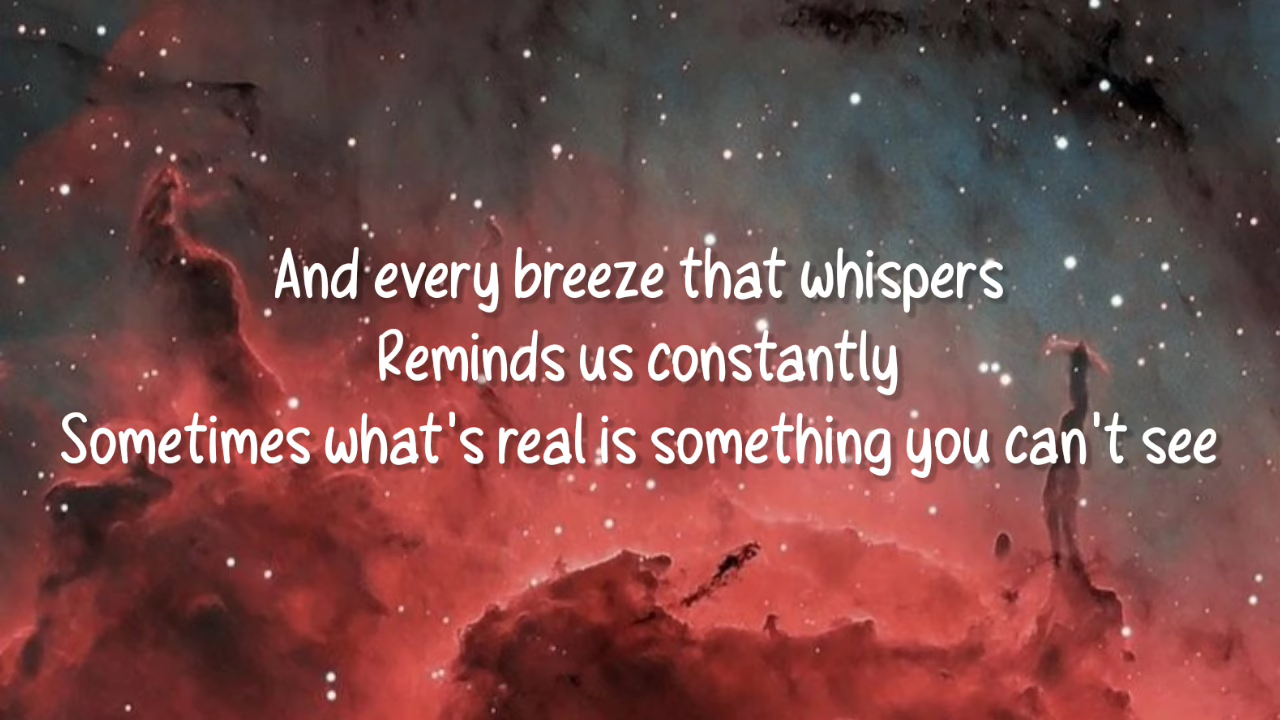 And every breeze that whispers
Reminds us constantly
Sometimes what's real is something you can't see